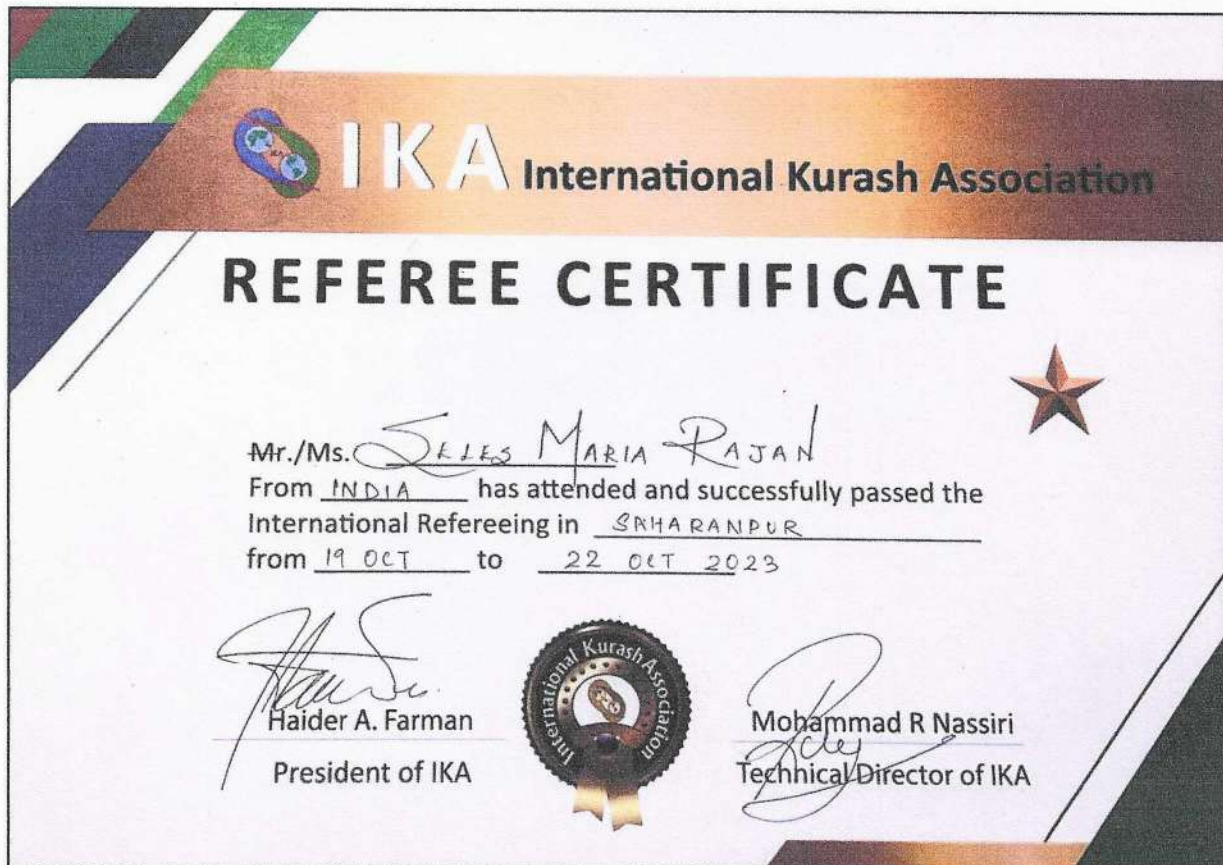 IKA International Kurash Association
REFEREE CERTIFICATE
Mr./Ms. SELES MARIA RAJAN
From INDIA has attended and successfully passed the
International Refereeing in SAHARANPUR
from 19 OCT to 22 OCT 2023
Haider A. Farman
President of IKA
International Kurash Association
Mohammad R Nassiri
Technical Director of IKA